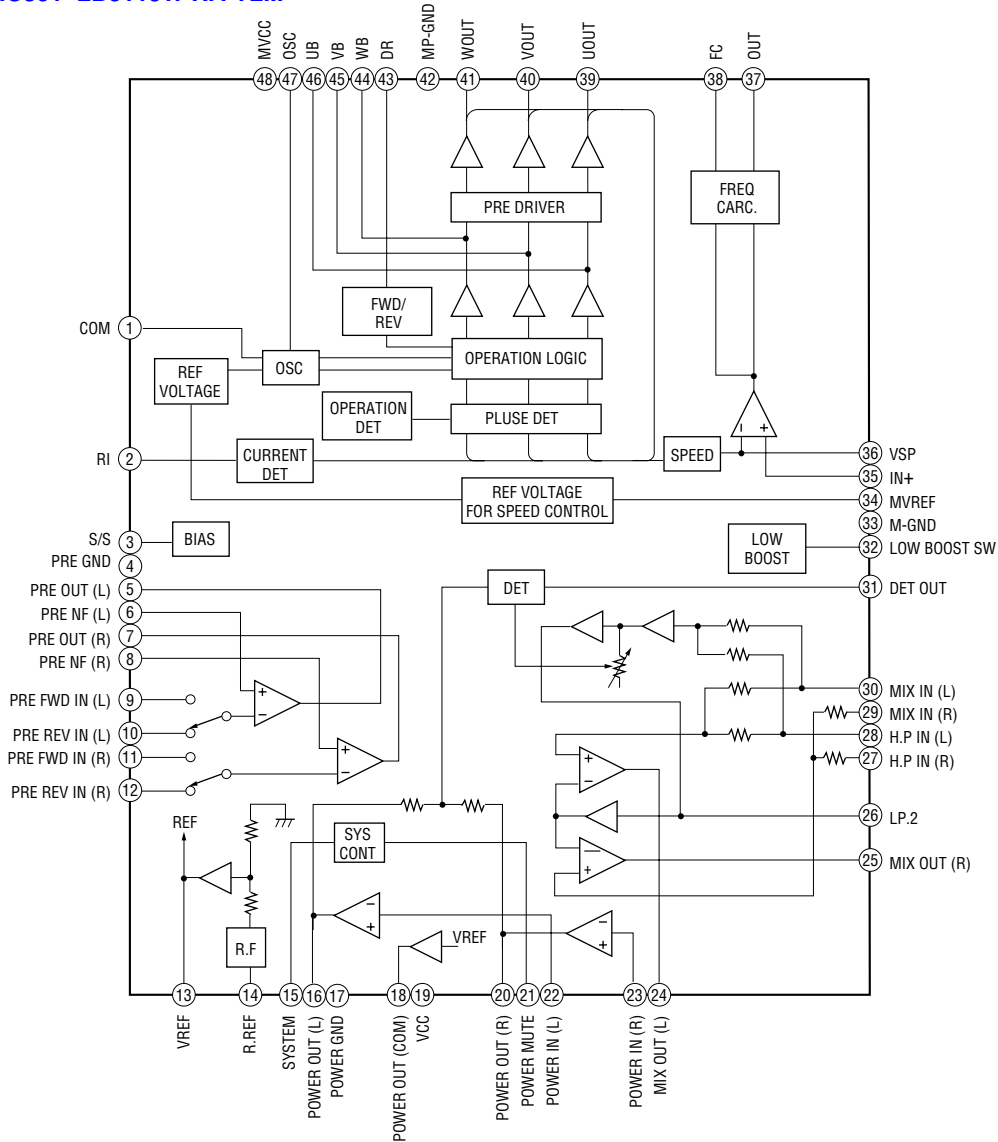 MVCC
OSC
UB
VB
WB
DR
MP-GND
WOUT
VOUT
UOUT
FC
OUT
48
47
46
45
44
43
42
41
40
39
38
37
FREQ
CARC.
PRE DRIVER
FWD/
REV
COM 1
OPERATION LOGIC
OSC
REF
VOLTAGE
OPERATION
DET
PLUSE DET
– +
SPEED
36 VSP
RI 2
CURRENT
DET
35 IN+
REF VOLTAGE
FOR SPEED CONTROL
34 MVREF
33 M-GND
S/S 3
BIAS
LOW
BOOST
32 LOW BOOST SW
PRE GND 4
PRE OUT (L) 5
DET
31 DET OUT
PRE NF (L) 6
PRE OUT (R) 7
PRE NF (R) 8
+
–
30 MIX IN (L)
PRE FWD IN (L) 9
29 MIX IN (R)
PRE REV IN (L) 10
28 H.P IN (L)
PRE FWD IN (R) 11
+
–
27 H.P IN (R)
PRE REV IN (R) 12
+
–
REF
26 LP.2
SYS
CONT
—
+
25 MIX OUT (R)
R.F
–
+
VREF
–
+
13
14
15
16
17
18
19
20
21
22
23
24
VREF
R.REF
SYSTEM
POWER OUT (L)
POWER GND
POWER OUT (COM)
VCC
POWER OUT (R)
POWER MUTE
POWER IN (L)
POWER IN (R)
MIX OUT (L)